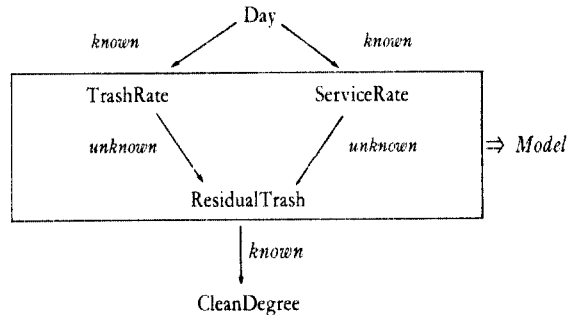 Day
known known
TrashRate ServiceRate
unknown unknown ⇒ Model
ResidualTrash
known
CleanDegree